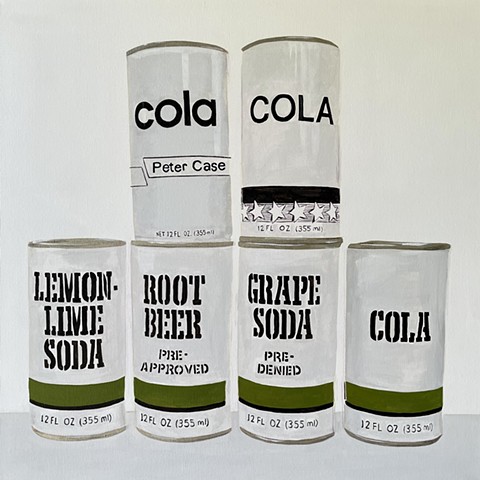 cola
Peter Case
NET 12 FL. OZ. (355 ml)
COLA
12 FL OZ (355 ml)
LEMON-
LIME
SODA
12 FL OZ (355 ml)
ROOT
BEER
PRE-
APPROVED
12 FL OZ (355 ml)
GRAPE
SODA
PRE-
DENIED
12 FL OZ (355 ml)
COLA
12 FL OZ (355 ml)